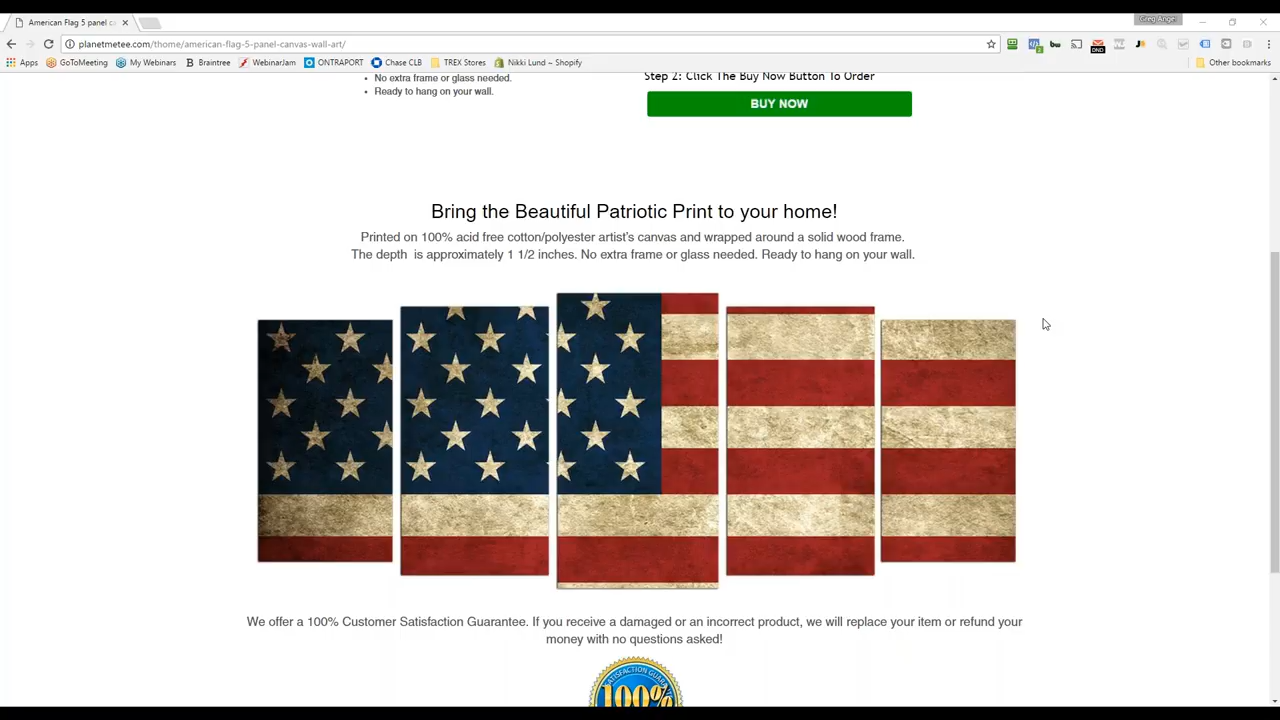 American Flag 5 panel ca
Greg Angel
planetmetee.com/thome/american-flag-5-panel-canvas-wall-art/
Apps GoToMeeting My Webinars Braintree WebinarJam ONTRAPORT Chase CLB TREX Stores Nikki Lund ~ Shopify Other bookmarks
No extra frame or glass needed.
Ready to hang on your wall.
Step 2: Click The Buy Now Button To Order
BUY NOW
Bring the Beautiful Patriotic Print to your home!
Printed on 100% acid free cotton/polyester artist's canvas and wrapped around a solid wood frame.
The depth is approximately 1 1/2 inches. No extra frame or glass needed. Ready to hang on your wall.
We offer a 100% Customer Satisfaction Guarantee. If you receive a damaged or an incorrect product, we will replace your item or refund your
money with no questions asked!
SATISFACTION GUARA
100%